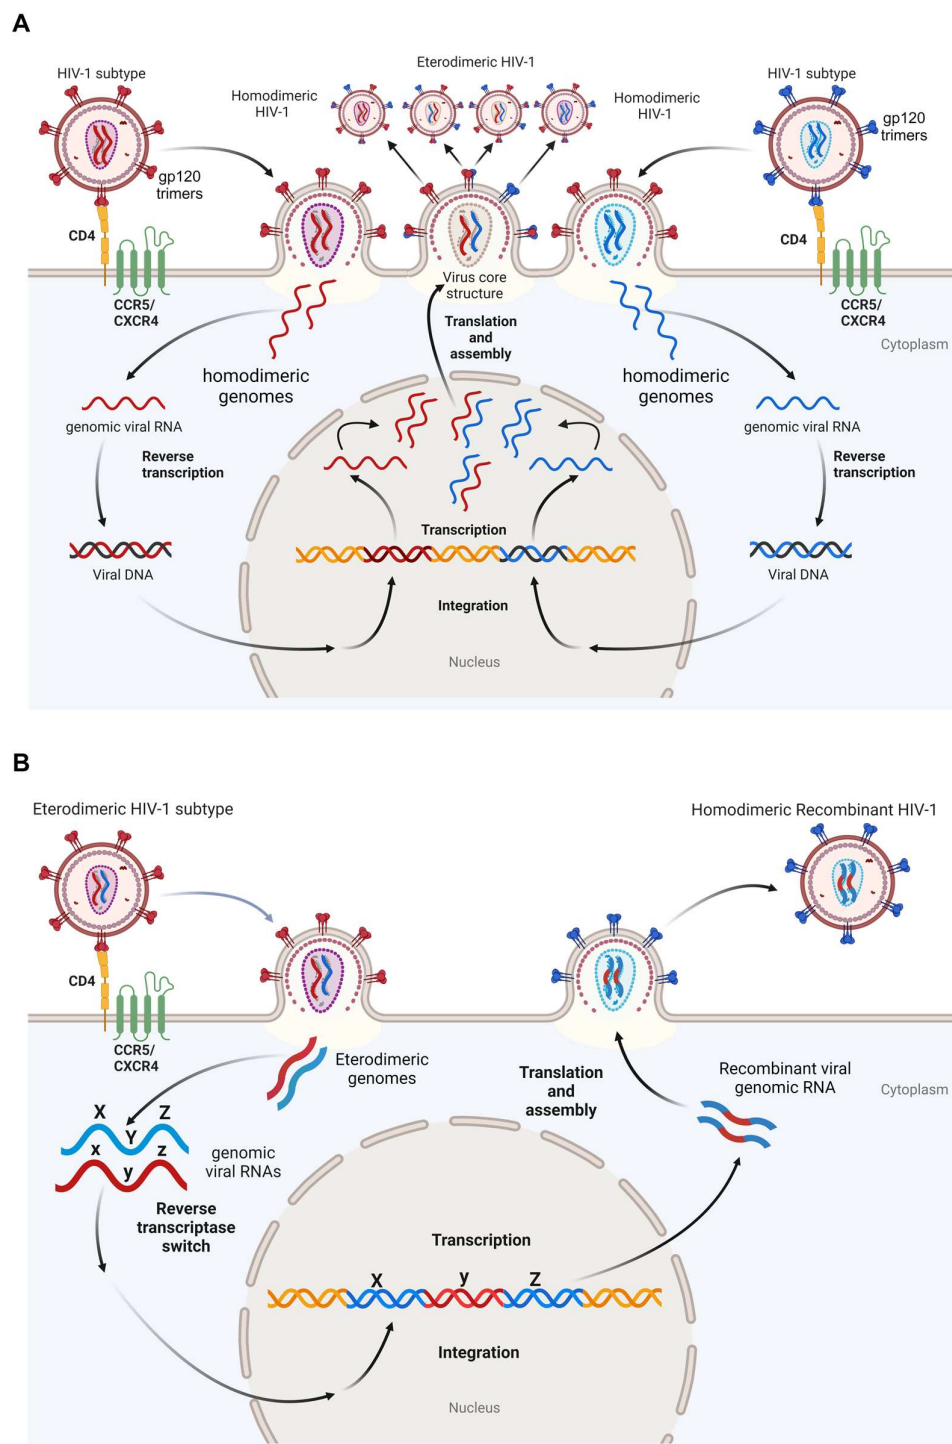 A
HIV-1 subtype
Eterodimeric HIV-1
HIV-1 subtype
Homodimeric
HIV-1
Homodimeric
HIV-1
gp120
trimers
gp120
trimers
CD4
CD4
CCR5/
CXCR4
Virus core
structure
CCR5/
CXCR4
Translation
and
assembly
Cytoplasm
homodimeric
genomes
homodimeric
genomes
genomic viral RNA
genomic viral RNA
Reverse
transcription
Reverse
transcription
Transcription
Viral DNA
Viral DNA
Integration
Nucleus
B
Eterodimeric HIV-1 subtype
Homodimeric Recombinant HIV-1
CD4
CCR5/
CXCR4
Eterodimeric
genomes
Translation
and
assembly
Recombinant viral
genomic RNA
Cytoplasm
X Y Z
x y z
genomic
viral RNAs
Reverse
transcriptase
switch
Transcription
X y Z
Integration
Nucleus